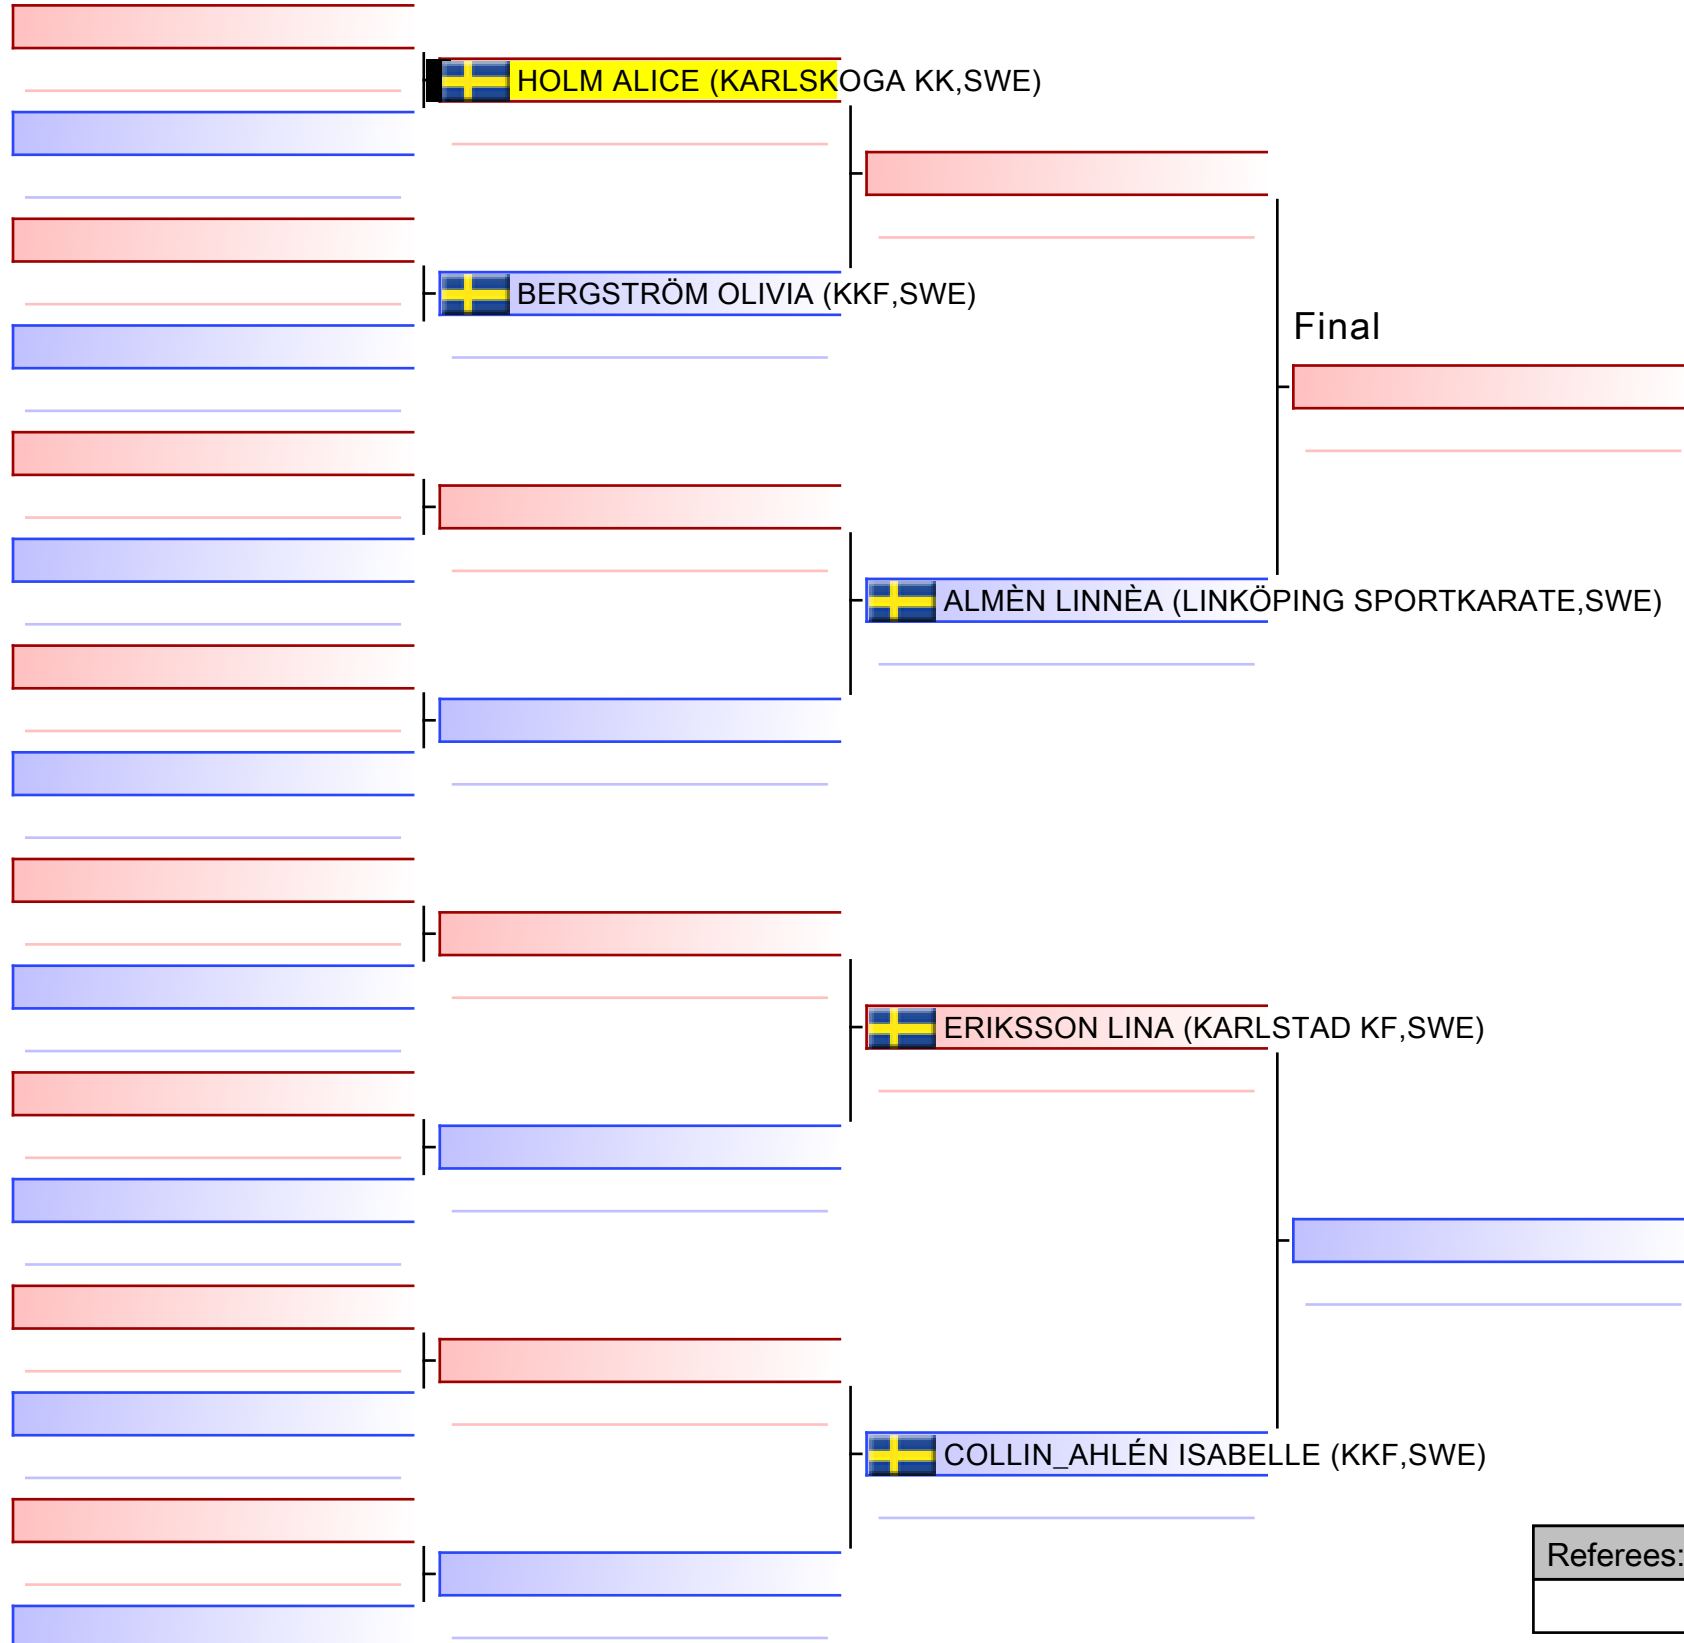 HOLM ALICE (KARLSKOGA KK,SWE)
BERGSTRÖM OLIVIA (KKF,SWE)
Final
ALMÈN LINNÈA (LINKÖPING SPORTKARATE,SWE)
ERIKSSON LINA (KARLSTAD KF,SWE)
COLLIN_AHLÉN ISABELLE (KKF,SWE)
Referees: